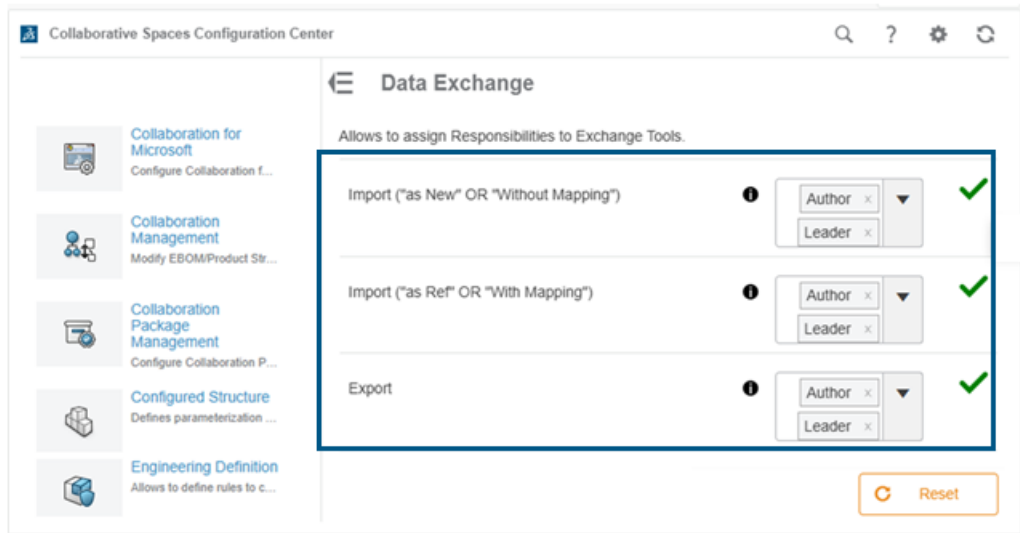 Collaborative Spaces Configuration Center
?
Data Exchange
Allows to assign Responsibilities to Exchange Tools.
Collaboration for
Microsoft
Configure Collaboration f...
Collaboration
Management
Modify EBOM/Product Str...
Collaboration
Package
Management
Configure Collaboration P...
Configured Structure
Defines parameterization ...
Engineering Definition
Allows to define rules to c...
Import ("as New" OR "Without Mapping")
Author ×
Leader ×
Import ("as Ref" OR "With Mapping")
Author ×
Leader ×
Export
Author ×
Leader ×
Reset